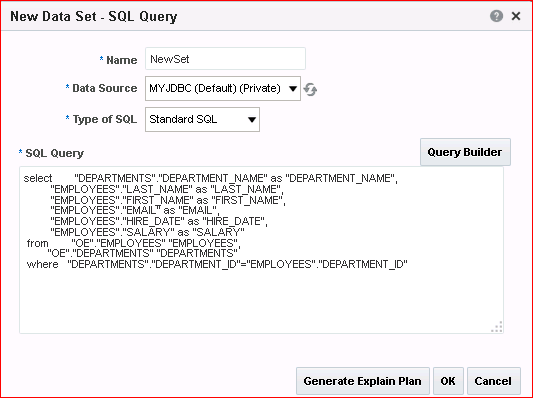 New Data Set - SQL Query
* Name NewSet
* Data Source MYJDBC (Default) (Private)
* Type of SQL Standard SQL
* SQL Query Query Builder
select "DEPARTMENTS"."DEPARTMENT_NAME" as "DEPARTMENT_NAME",
"EMPLOYEES"."LAST_NAME" as "LAST_NAME",
"EMPLOYEES"."FIRST_NAME" as "FIRST_NAME",
"EMPLOYEES"."EMAIL" as "EMAIL",
"EMPLOYEES"."HIRE_DATE" as "HIRE_DATE",
"EMPLOYEES"."SALARY" as "SALARY"
from "OE"."EMPLOYEES" "EMPLOYEES",
"OE"."DEPARTMENTS" "DEPARTMENTS"
where "DEPARTMENTS"."DEPARTMENT_ID"="EMPLOYEES"."DEPARTMENT_ID"
Generate Explain Plan OK Cancel